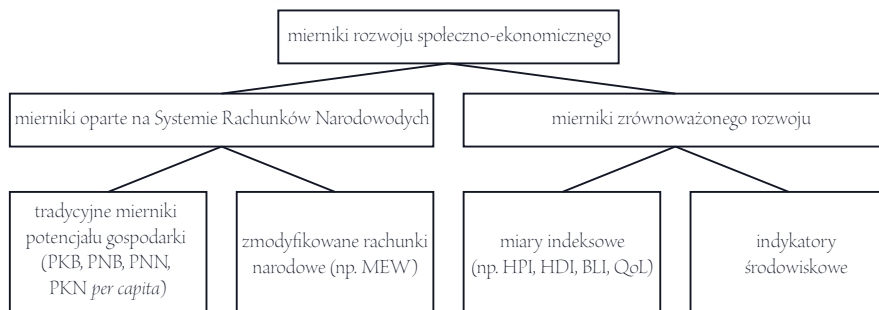 mierniki rozwoju społeczno-ekonomicznego
mierniki oparte na Systemie Rachunków Narodowodych
mierniki zrównoważonego rozwoju
tradycyjne mierniki
potencjału gospodarki
(PKB, PNB, PNN,
PKN per capita)
zmodyfikowane rachunki
narodowe (np. MEW)
miary indeksowe
(np. HPI, HDI, BLI, QoL)
indykatory
środowiskowe